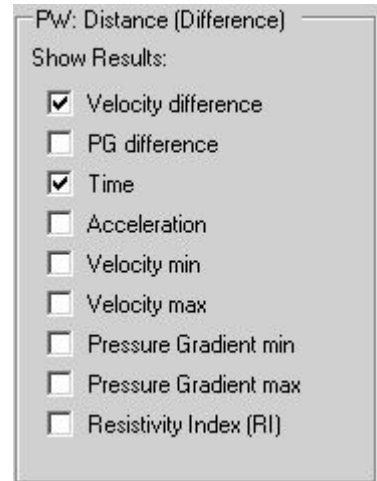 PW: Distance (Difference)
Show Results:
Velocity difference
PG difference
Time
Acceleration
Velocity min
Velocity max
Pressure Gradient min
Pressure Gradient max
Resistivity Index (RI)